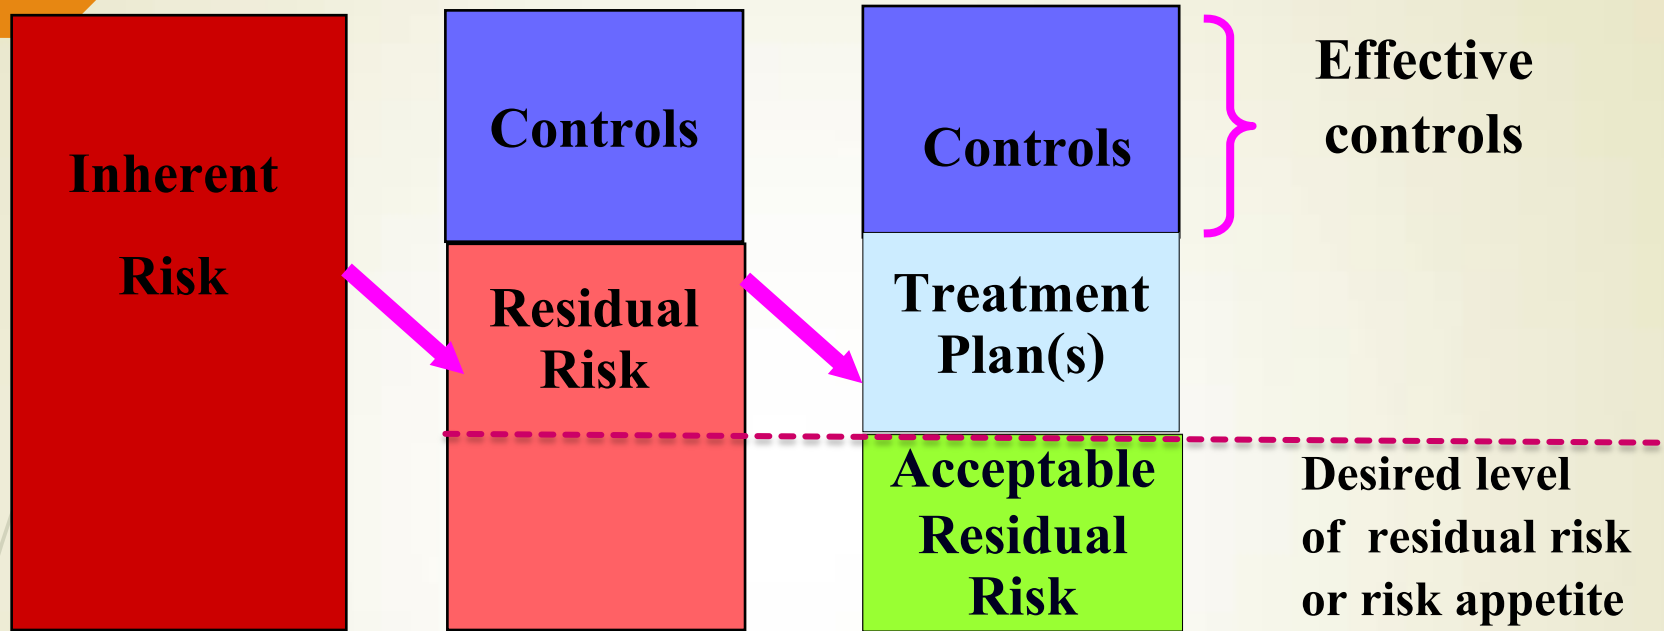 Inherent
Risk
Controls
Residual
Risk
Controls
Treatment
Plan(s)
Acceptable
Residual
Risk
Effective
controls
Desired level
of residual risk
or risk appetite